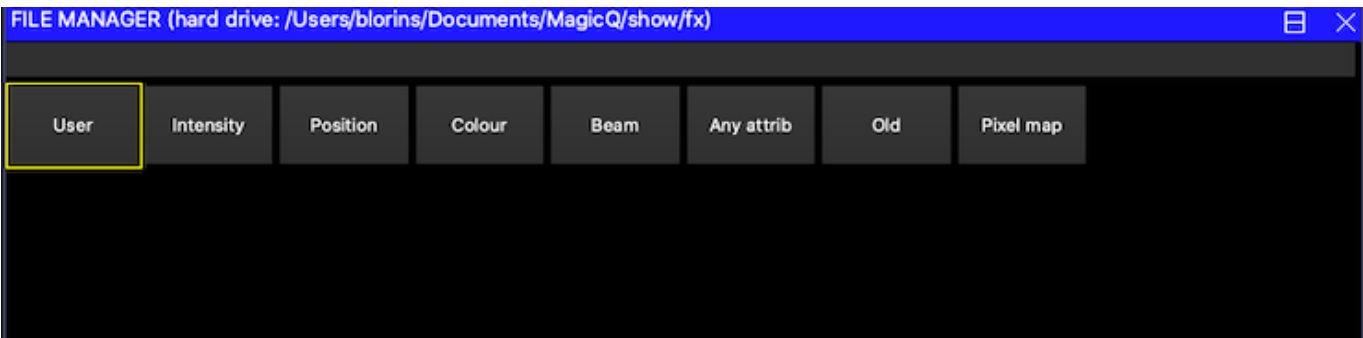 FILE MANAGER (hard drive: /Users/blorins/Documents/MagicQ/show/fx)
User Intensity Position Colour Beam Any attrib Old Pixel map